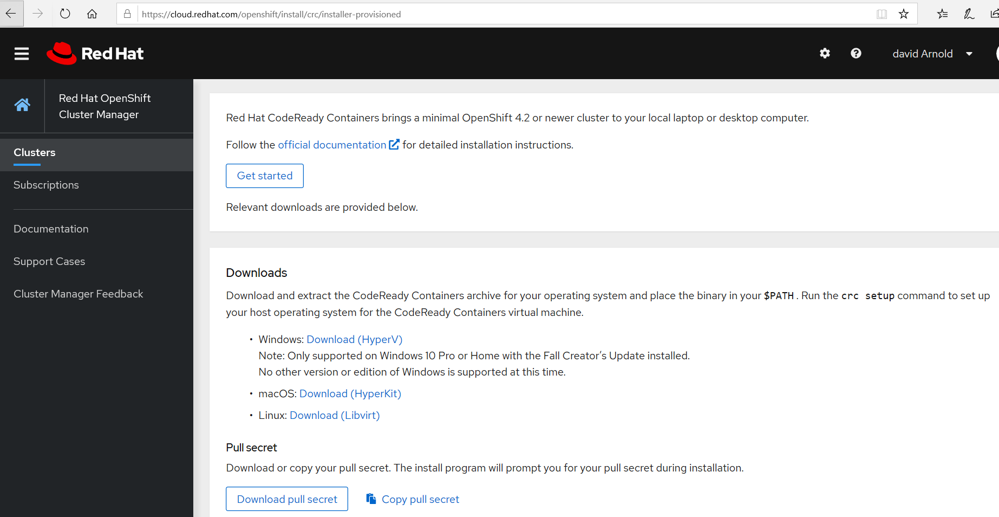 https://cloud.redhat.com/openshift/install/crc/installer-provisioned
Red Hat
david Arnold
Red Hat OpenShift
Cluster Manager
Clusters
Subscriptions
Documentation
Support Cases
Cluster Manager Feedback
Red Hat CodeReady Containers brings a minimal OpenShift 4.2 or newer cluster to your local laptop or desktop computer.
Follow the official documentation for detailed installation instructions.
Get started
Relevant downloads are provided below.
Downloads
Download and extract the CodeReady Containers archive for your operating system and place the binary in your $PATH. Run the crc setup command to set up
your host operating system for the CodeReady Containers virtual machine.
• Windows: Download (HyperV)
Note: Only supported on Windows 10 Pro or Home with the Fall Creator’s Update installed.
No other version or edition of Windows is supported at this time.
• macOS: Download (HyperKit)
• Linux: Download (Libvirt)
Pull secret
Download or copy your pull secret. The install program will prompt you for your pull secret during installation.
Download pull secret
Copy pull secret